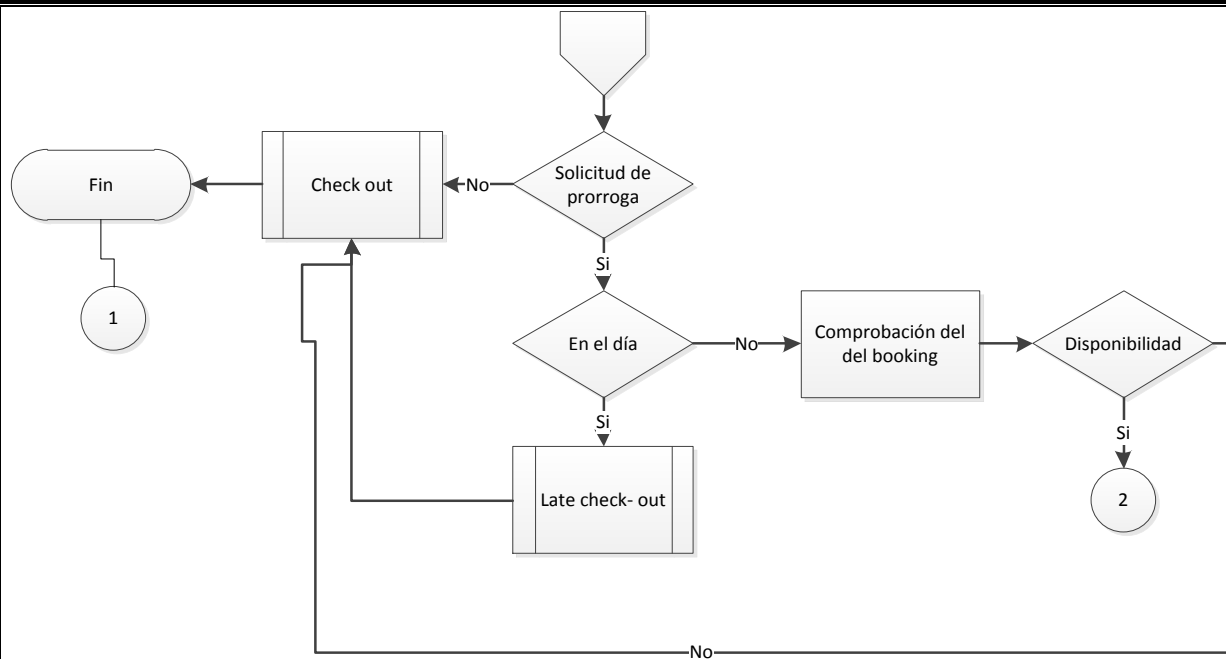 Solicitud de
prorroga
No
Check out
Fin
1
Si
En el día
No
Comprobación del
del booking
Disponibilidad
Si
Si
Late check- out
2
No